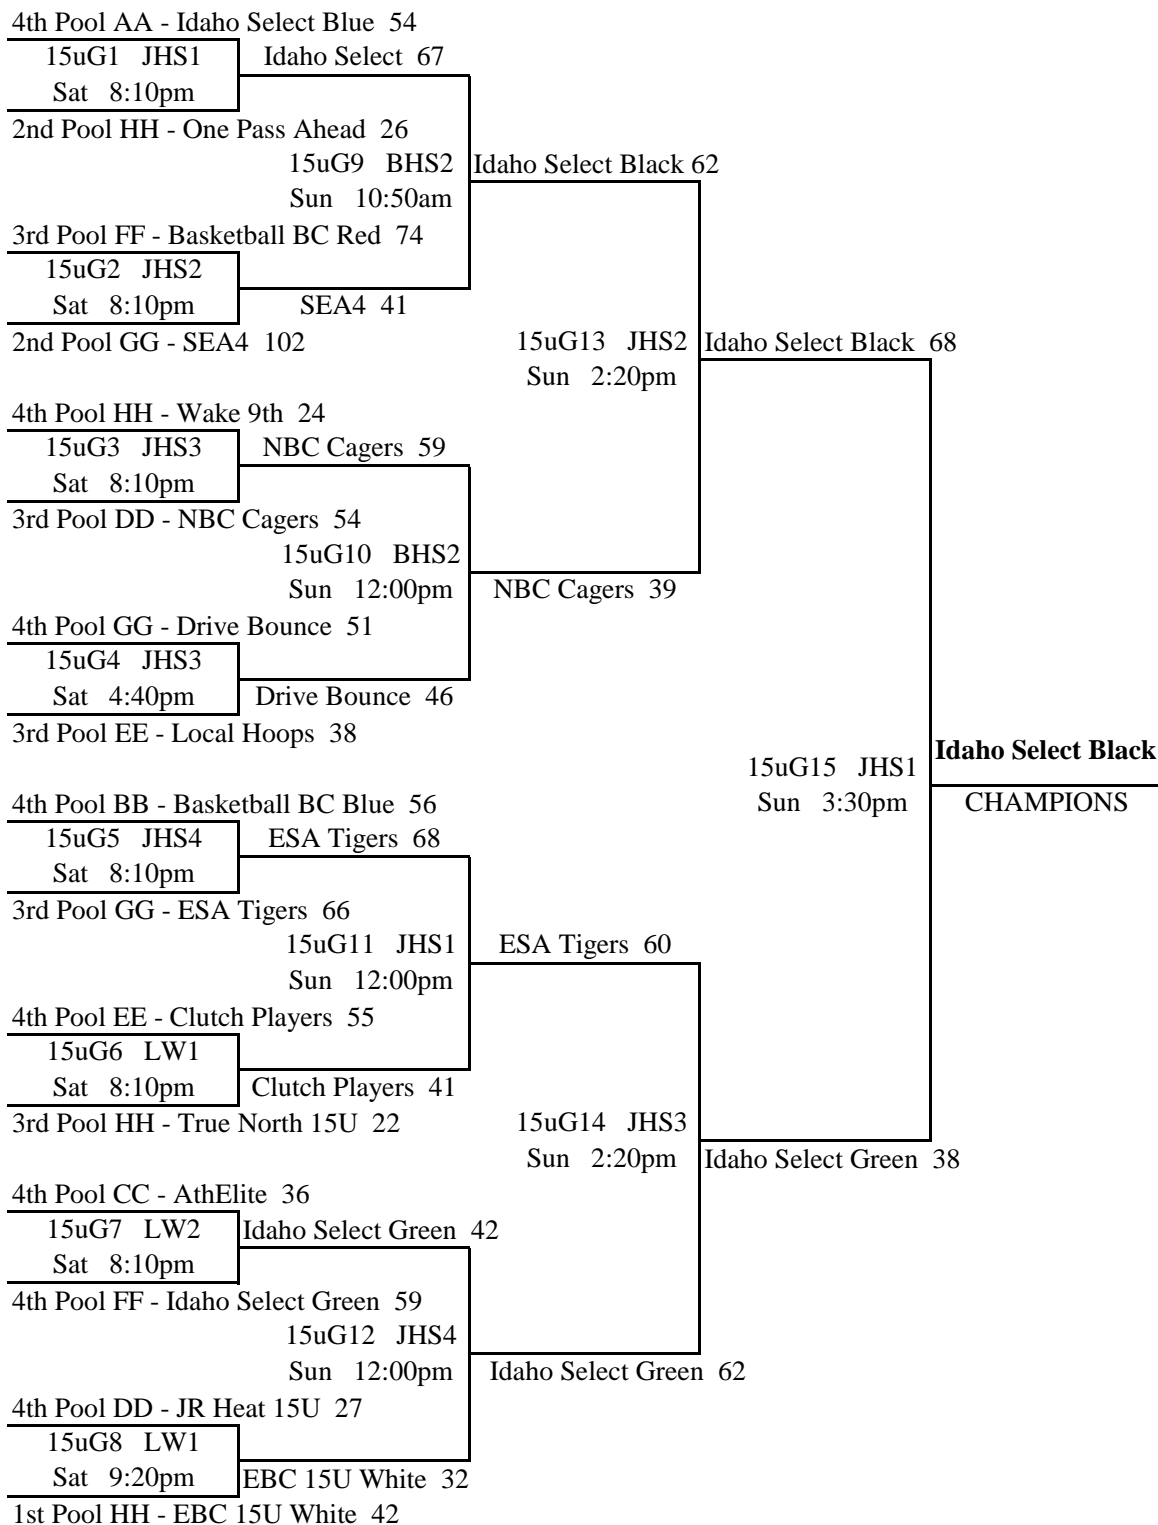 4th Pool AA - Idaho Select Blue 54
15uG1 JHS1
Idaho Select 67
Sat 8:10pm
2nd Pool HH - One Pass Ahead 26
15uG9 BHS2
Idaho Select Black 62
Sun 10:50am
3rd Pool FF - Basketball BC Red 74
15uG2 JHS2
Sat 8:10pm
SEA4 41
2nd Pool GG - SEA4 102
15uG13 JHS2
Idaho Select Black 68
Sun 2:20pm
4th Pool HH - Wake 9th 24
15uG3 JHS3
NBC Cagers 59
Sat 8:10pm
3rd Pool DD - NBC Cagers 54
15uG10 BHS2
Sun 12:00pm
NBC Cagers 39
4th Pool GG - Drive Bounce 51
15uG4 JHS3
Sat 4:40pm
Drive Bounce 46
3rd Pool EE - Local Hoops 38
Idaho Select Black
15uG15 JHS1
Sun 3:30pm
CHAMPIONS
4th Pool BB - Basketball BC Blue 56
15uG5 JHS4
ESA Tigers 68
Sat 8:10pm
3rd Pool GG - ESA Tigers 66
15uG11 JHS1
ESA Tigers 60
Sun 12:00pm
4th Pool EE - Clutch Players 55
15uG6 LW1
Sat 8:10pm
Clutch Players 41
3rd Pool HH - True North 15U 22
15uG14 JHS3
Sun 2:20pm
Idaho Select Green 38
4th Pool CC - AthElite 36
15uG7 LW2
Idaho Select Green 42
Sat 8:10pm
4th Pool FF - Idaho Select Green 59
15uG12 JHS4
Sun 12:00pm
Idaho Select Green 62
4th Pool DD - JR Heat 15U 27
15uG8 LW1
Sat 9:20pm
EBC 15U White 32
1st Pool HH - EBC 15U White 42